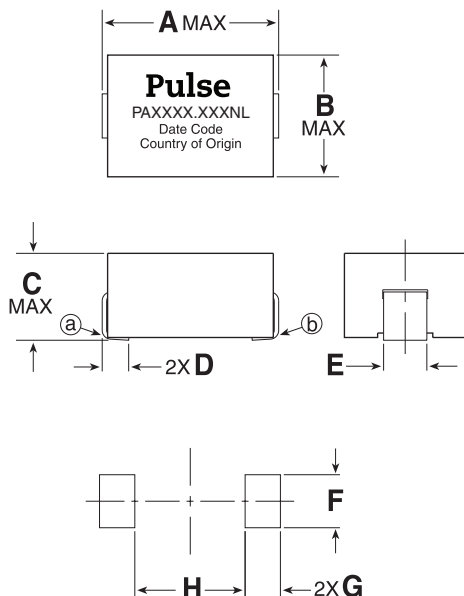 A MAX
Pulse
PAXXXX.XXXNL
Date Code
Country of Origin
B
MAX
C
MAX
a
b
2X D
E
F
H
2X G